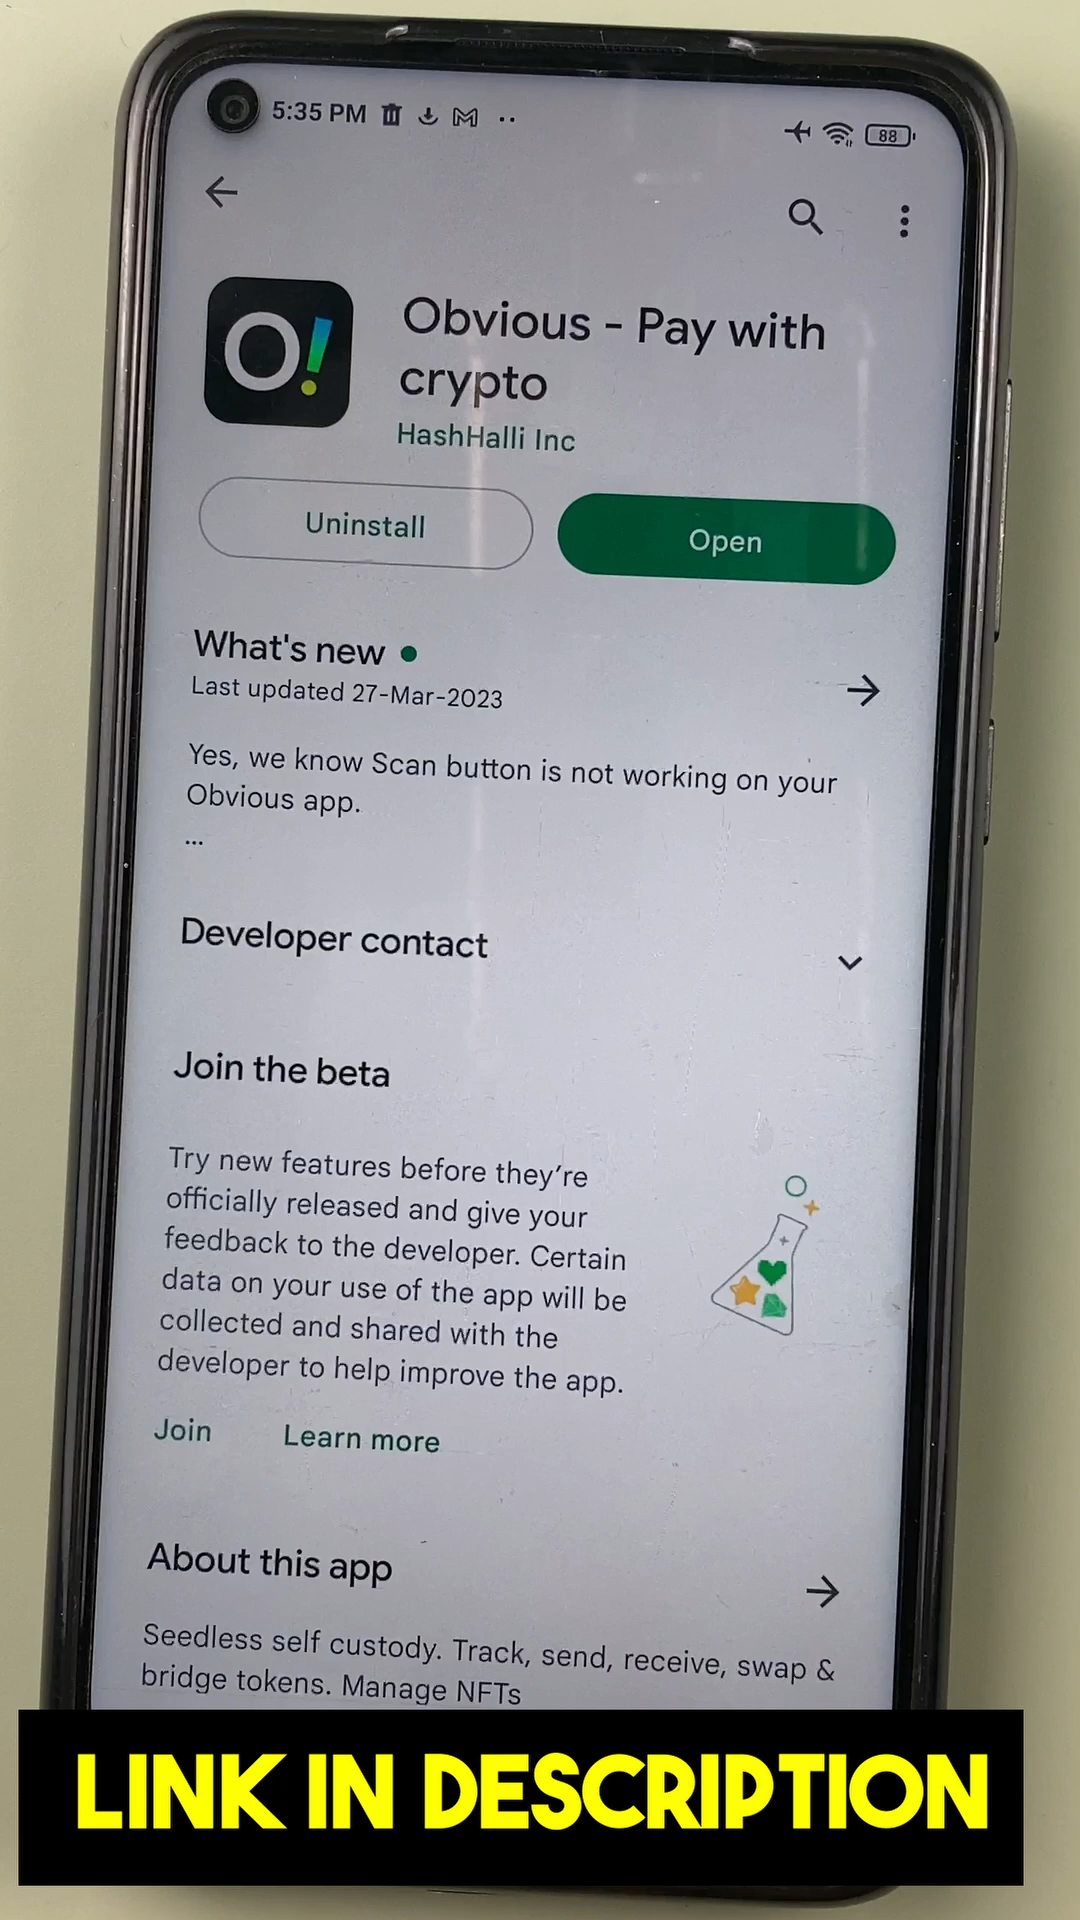 5:35 PM
88
O!
Obvious - Pay with
crypto
HashHalli Inc
Uninstall
Open
What's new
Last updated 27-Mar-2023
Yes, we know Scan button is not working on your
Obvious app.
...
Developer contact
Join the beta
Try new features before they're
officially released and give your
feedback to the developer. Certain
data on your use of the app will be
collected and shared with the
developer to help improve the app.
Join
Learn more
About this app
Seedless self custody. Track, send, receive, swap &
bridge tokens. Manage NFTs
LINK IN DESCRIPTION